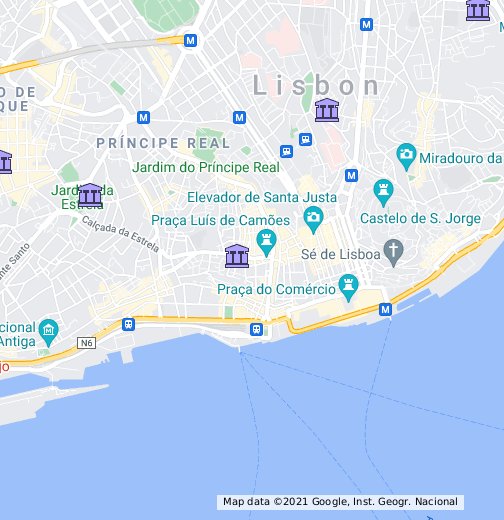 M
M
Lisbon
O DE
QUE
M
M
PRÍNCIPE REAL
Jardim do Príncipe Real
Miradouro da
M
Jardim da
Estrela
Elevador de Santa Justa
Praça Luís de Camões
Castelo de S. Jorge
Calçada da Estrela
Sé de Lisboa
nte Santo
Praça do Comércio
M
cional
Antiga
N6
jo
Map data ©2021 Google, Inst. Geogr. Nacional